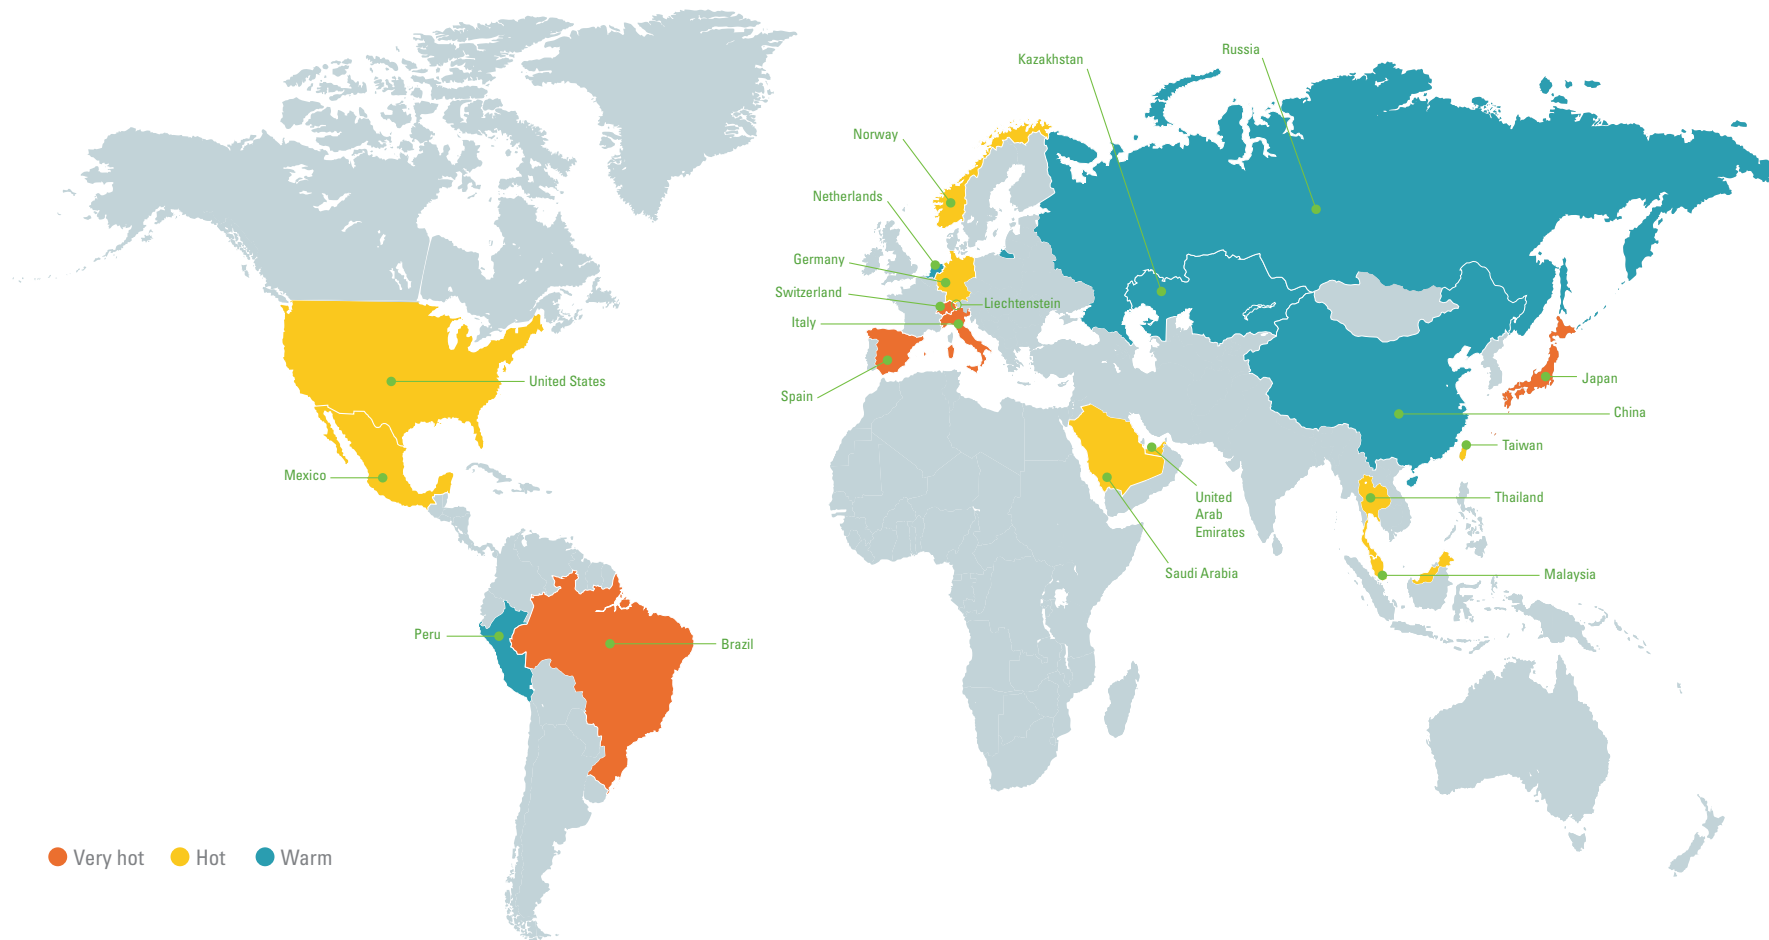 Russia
Kazakhstan
Norway
Netherlands
Germany
Switzerland
Liechtenstein
Italy
United States
Japan
Spain
China
Taiwan
Mexico
United
Arab
Emirates
Thailand
Saudi Arabia
Malaysia
Peru
Brazil
Very hot
Hot
Warm